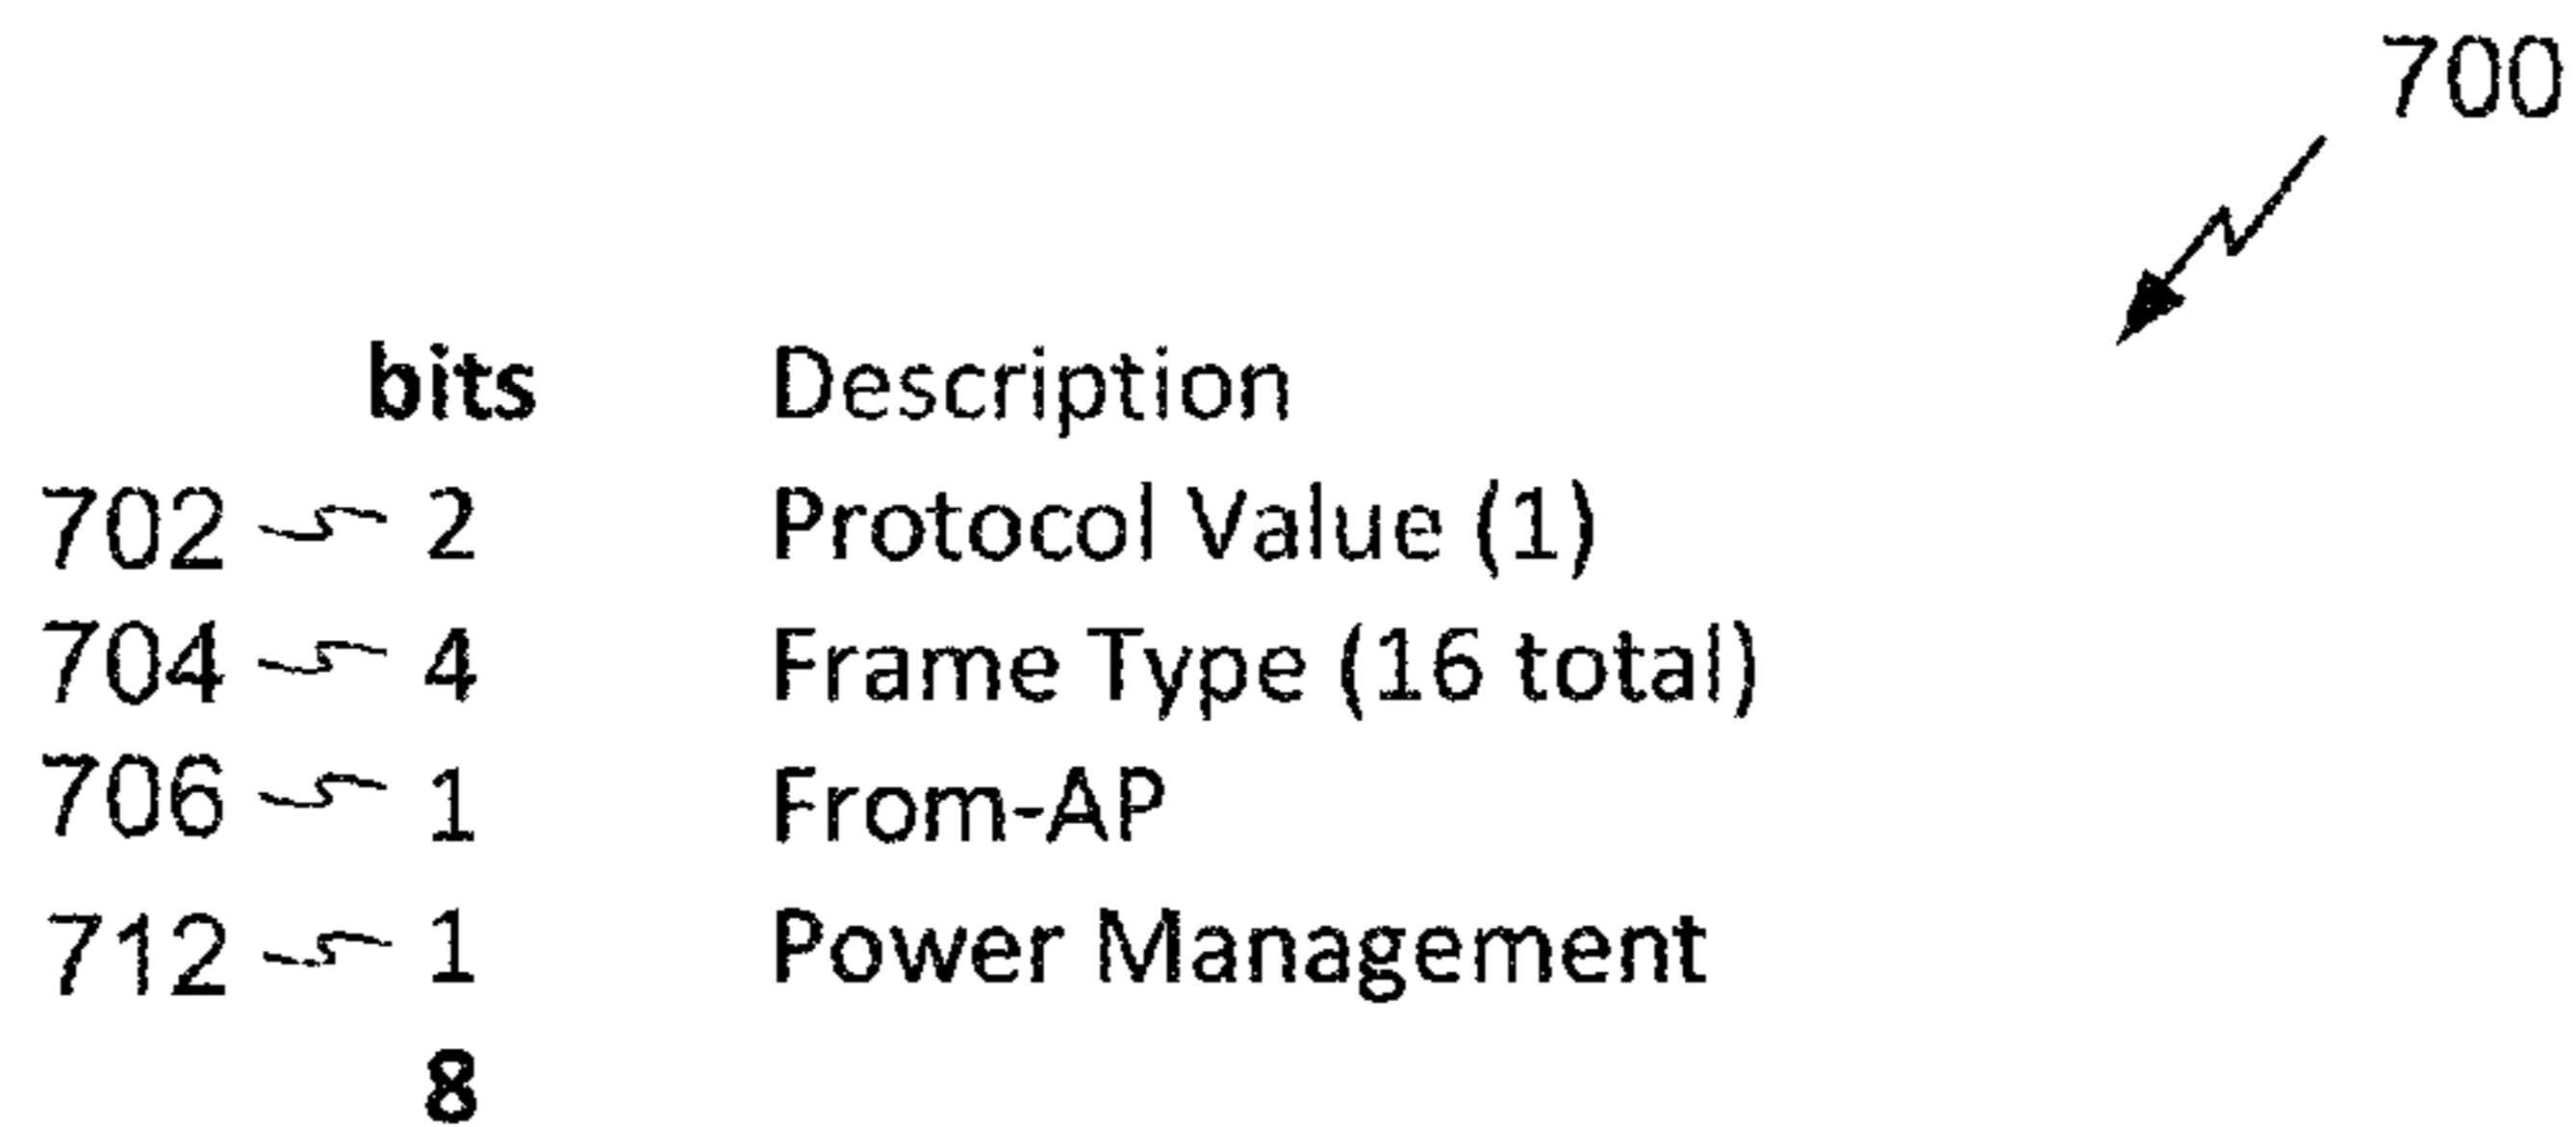 700
bits Description
702 2 Protocol Value (1)
704 4 Frame Type (16 total)
706 1 From-AP
712 1 Power Management
8